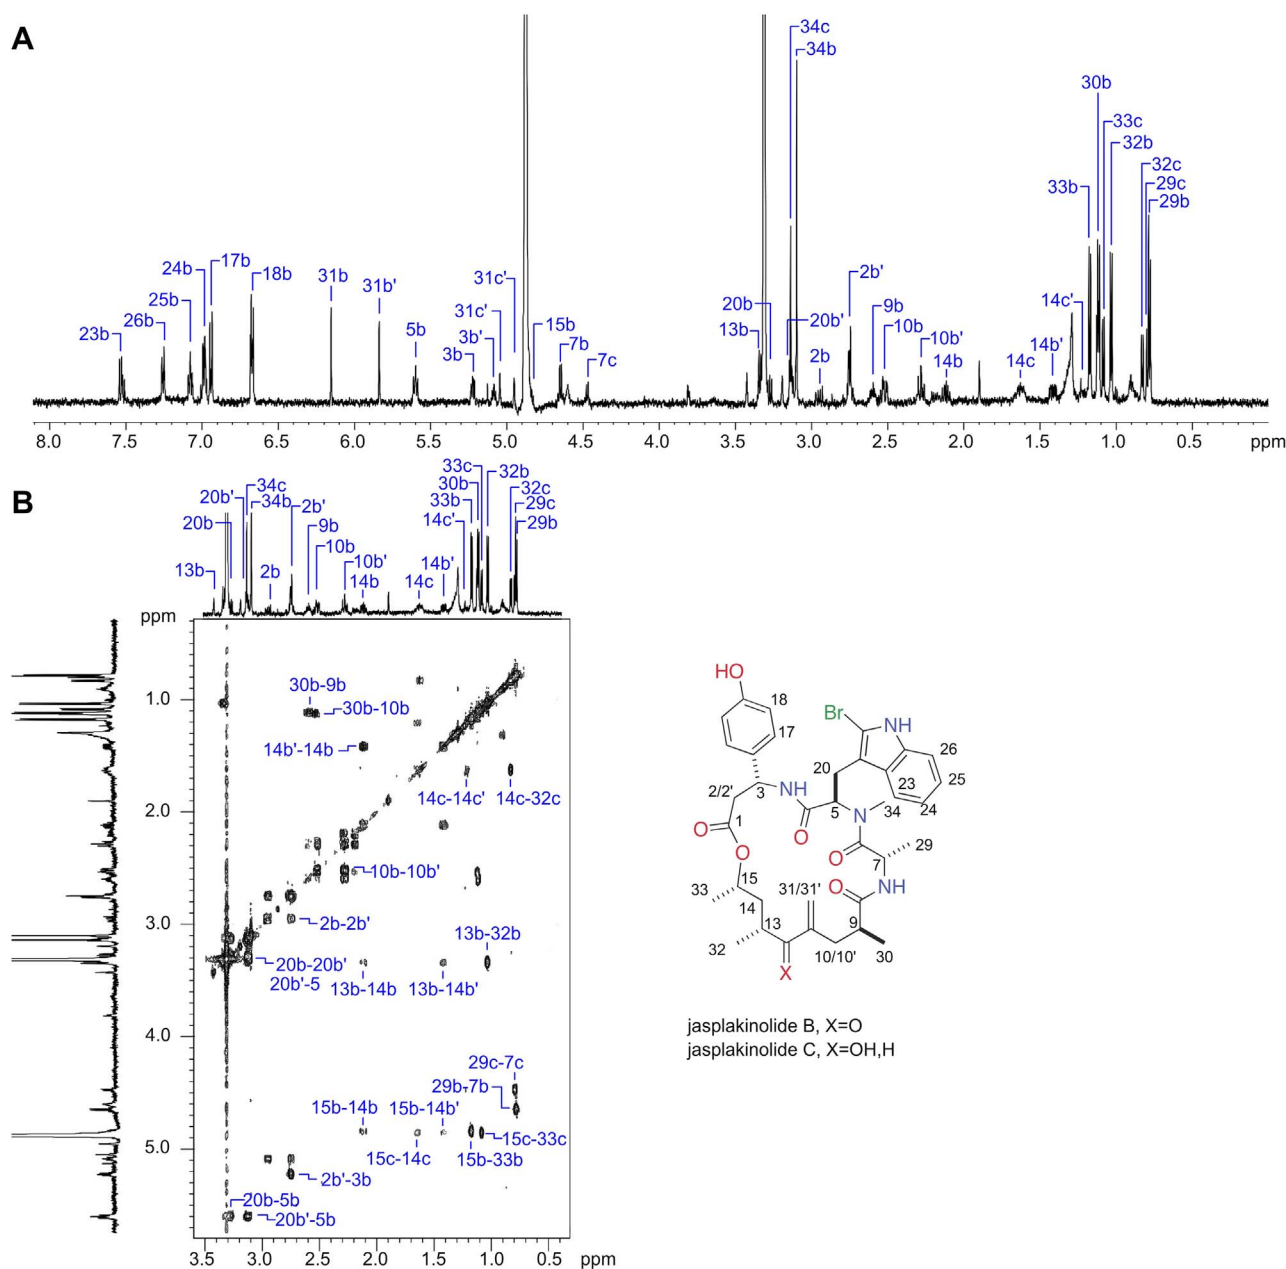 A
34c
34b
30b
33c
32b
32c
29c
29b
33b
24b
17b
25b
18b
26b
23b
31b
31b'
5b
31c'
31c'
3b'
3b
15b
7b
7c
20b
13b
20b'
2b'
2b
9b
10b
10b'
14b
14c
14b'
14c'
8.0 7.5 7.0 6.5 6.0 5.5 5.0 4.5 4.0 3.5 3.0 2.5 2.0 1.5 1.0 0.5 ppm
B
33c
32b
30b
32c
33b
29c
14c'
29b
20b'
34c
34b
2b'
20b
9b
10b
10b'
14b'
13b
2b
14b
14c
ppm
1.0
2.0
3.0
4.0
5.0
30b-9b
30b-10b
14b'-14b
14c-14c'
14c-32c
10b-10b'
2b-2b'
13b-32b
20b-20b'
20b'-5
13b-14b
13b-14b'
29c-7c
29b-7b
15b-14b
15b-14b'
15c-33c
15c-14c
15b-33b
2b'-3b
20b-5b
20b'-5b
3.5 3.0 2.5 2.0 1.5 1.0 0.5 ppm
HO
18
17
Br
NH
26
20
23
25
24
2/2'
3
NH
5
N
34
O
1
O
O
29
7
O
15
31/31'
O
NH
33
14
13
9
32
10/10'
30
X
jasplakinolide B, X=O
jasplakinolide C, X=OH,H